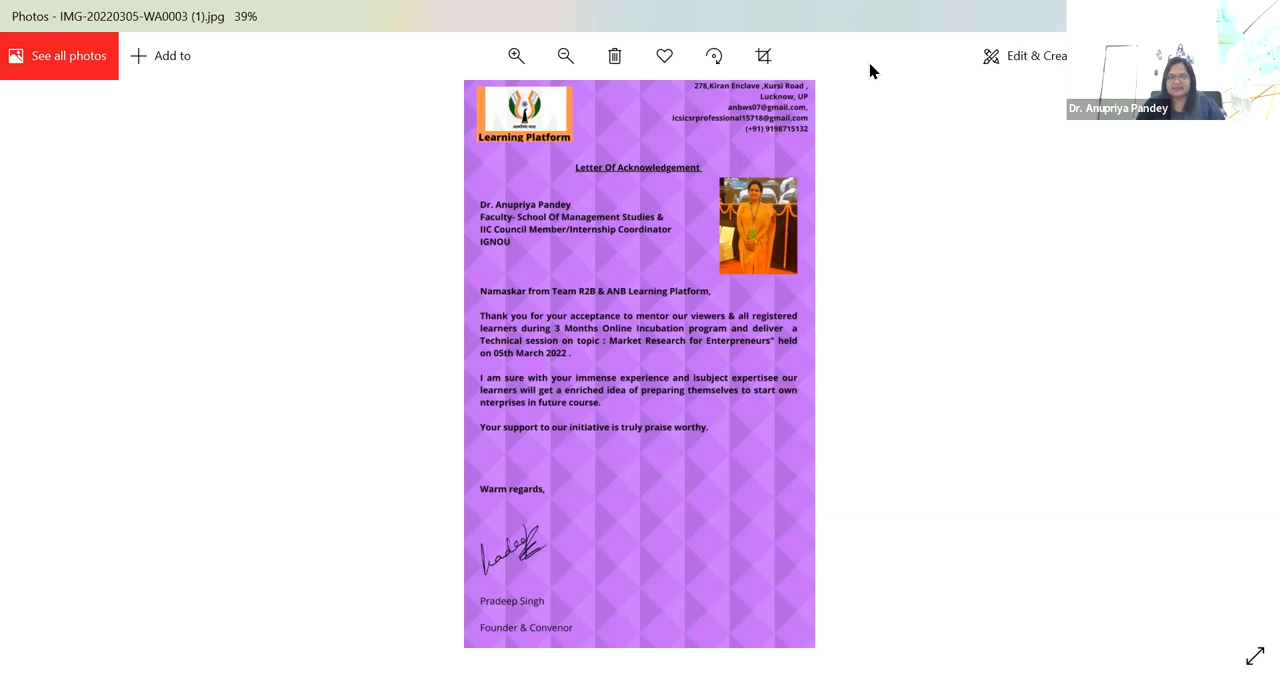 Photos - IMG-20220305-WA0003 (1).jpg 39%
See all photos
Add to
Edit & Crea
Dr. Anupriya Pandey
278,Kiran Enclave ,Kursi Road ,
Lucknow, UP
anbws07@gmail.com,
icsicsrprofessional15718@gmail.com
(+91) 9198715132
Learning Platform
Letter Of Acknowledgement
Dr. Anupriya Pandey
Faculty- School Of Management Studies &
IIC Council Member/Internship Coordinator
IGNOU
Namaskar from Team R2B & ANB Learning Platform,
Thank you for your acceptance to mentor our viewers & all registered
learners during 3 Months Online Incubation program and deliver a
Technical session on topic : Market Research for Enterpreneurs" held
on 05th March 2022 .
I am sure with your immense experience and isubject expertisee our
learners will get a enriched idea of preparing themselves to start own
nterprises in future course.
Your support to our initiative is truly praise worthy.
Warm regards,
Pradeep Singh
Founder & Convenor